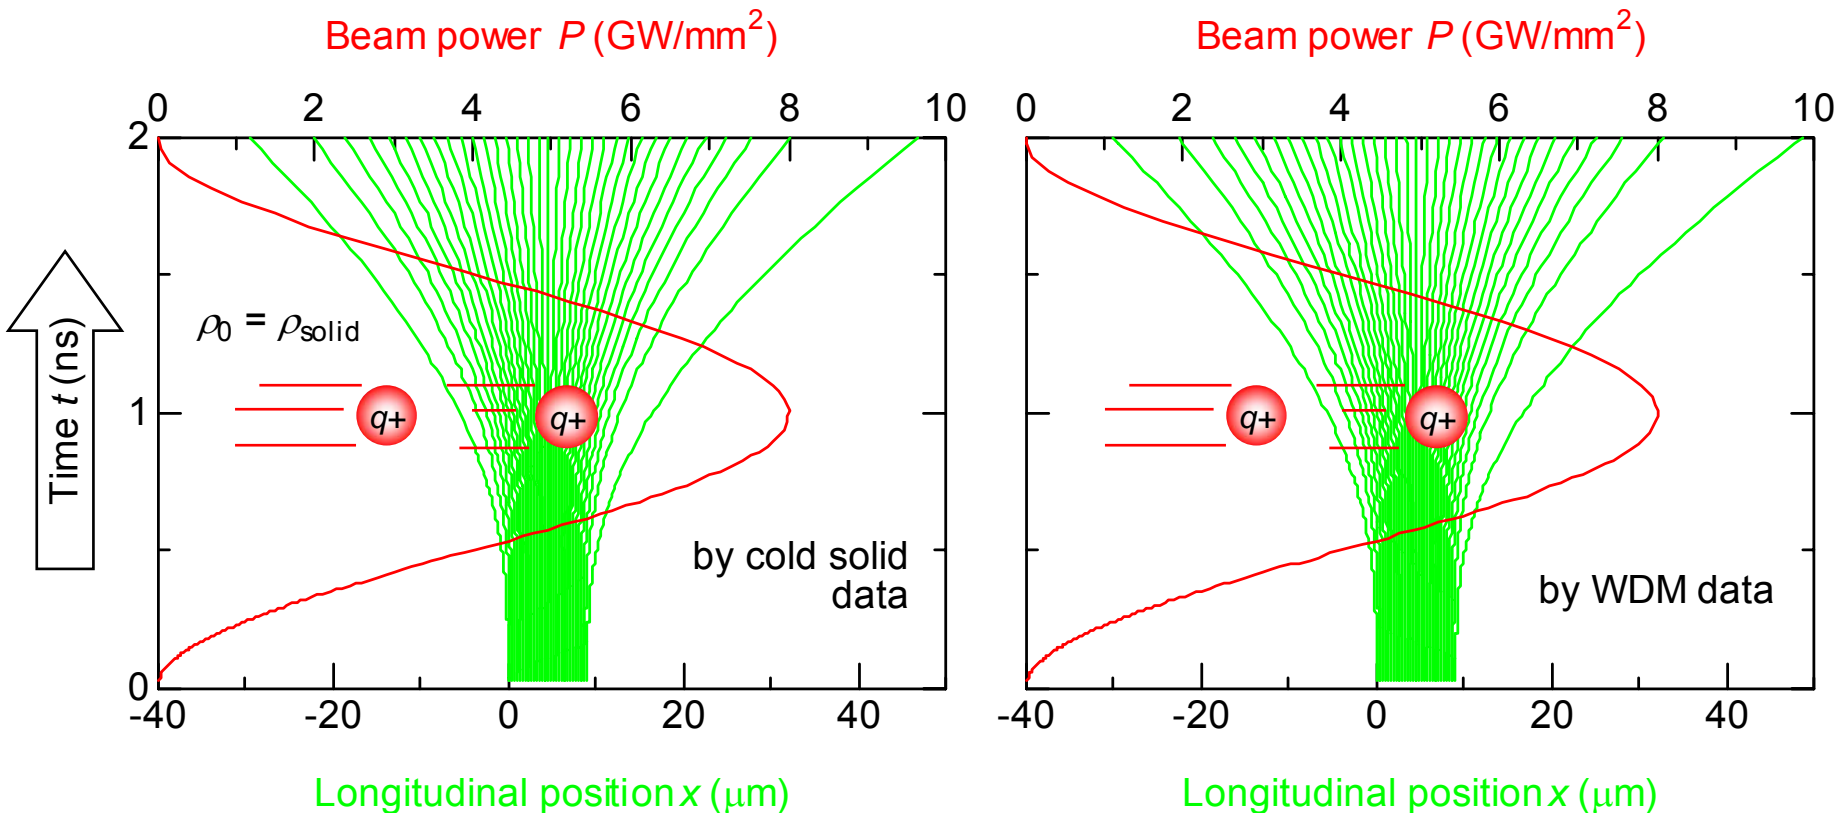 Beam power P (GW/mm²)
0 2 4 6 8 10
2
1
0
Time t (ns)
ρ₀ = ρsolid
q+
q+
by cold solid
data
-40 -20 0 20 40
Longitudinal position x (μm)
Beam power P (GW/mm²)
0 2 4 6 8 10
q+
q+
by WDM data
-40 -20 0 20 40
Longitudinal position x (μm)